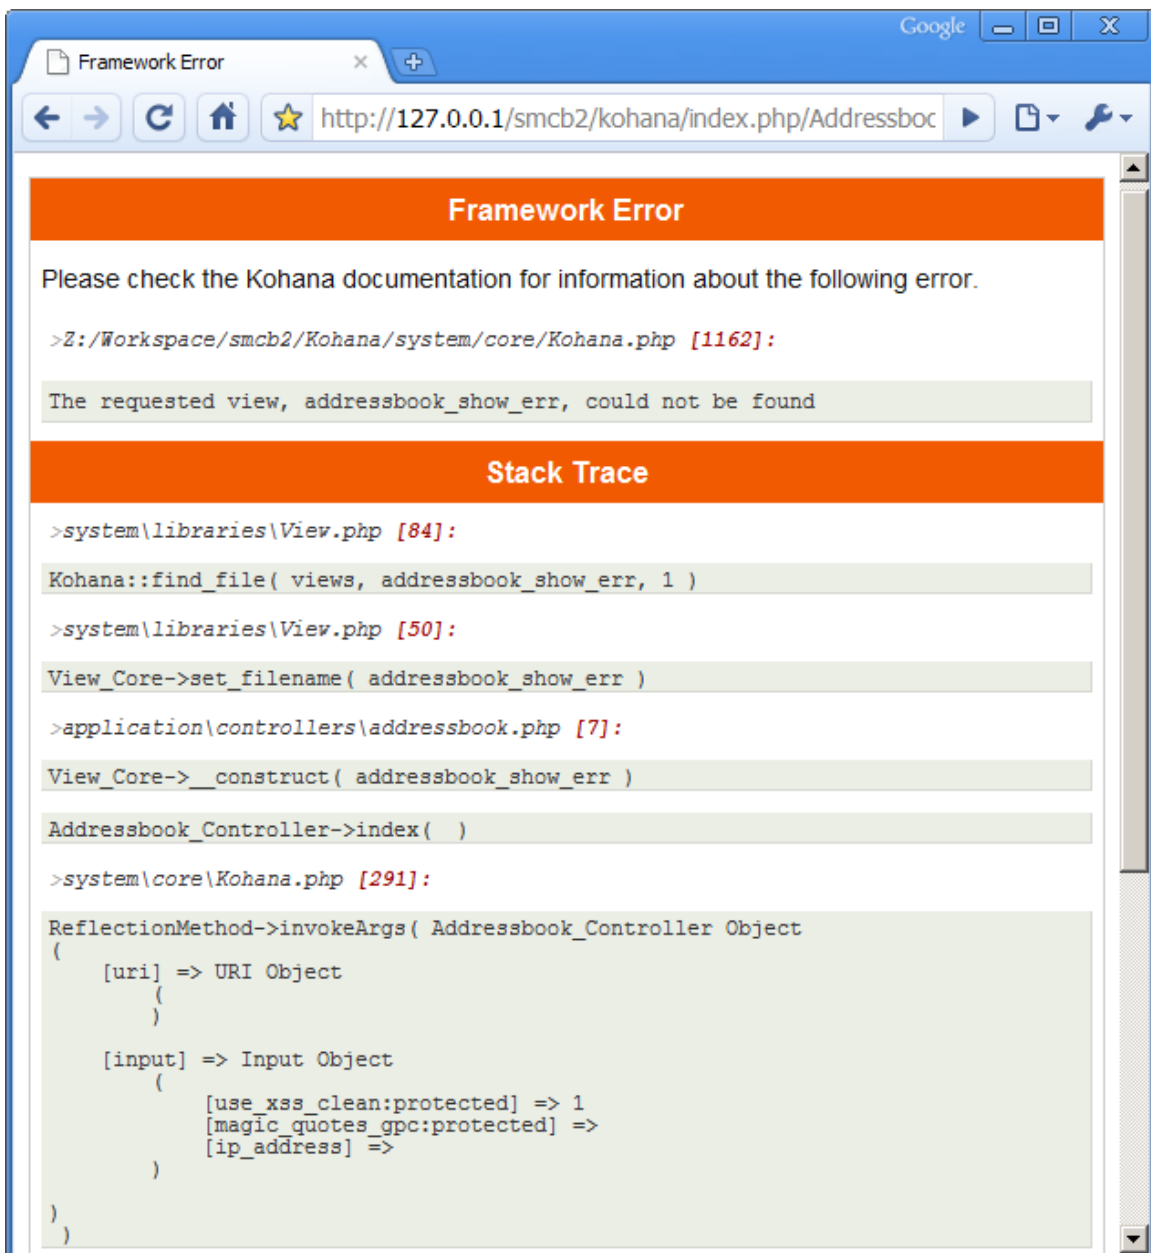 Google
Framework Error
http://127.0.0.1/smcb2/kohana/index.php/Addressboc
Framework Error
Please check the Kohana documentation for information about the following error.
>Z:/Workspace/smcb2/Kohana/system/core/Kohana.php [1162]:
The requested view, addressbook_show_err, could not be found
Stack Trace
>system\libraries\View.php [84]:
Kohana::find_file( views, addressbook_show_err, 1 )
>system\libraries\View.php [50]:
View_Core->set_filename( addressbook_show_err )
>application\controllers\addressbook.php [7]:
View_Core->__construct( addressbook_show_err )
Addressbook_Controller->index(  )
>system\core\Kohana.php [291]:
ReflectionMethod->invokeArgs( Addressbook_Controller Object
(
    [uri] => URI Object
        (
        )
    [input] => Input Object
        (
            [use_xss_clean:protected] => 1
            [magic_quotes_gpc:protected] =>
            [ip_address] =>
        )
)
 )